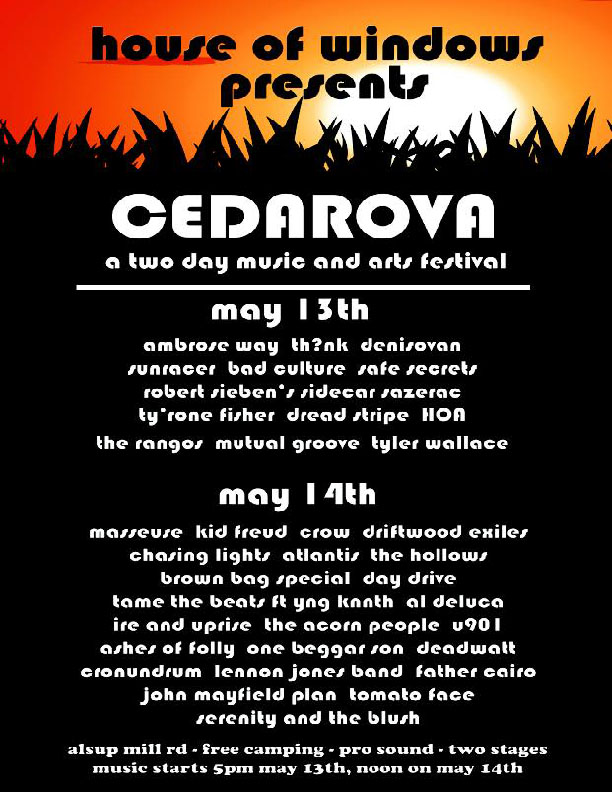 house of windows
presents
CEDAROVA
a two day music and arts festival
may 13th
ambrose way  th?nk  denisovan
sunracer  bad culture  safe secrets
robert sieben's sidecar sazerac
ty'rone fisher  dread stripe  HOA
the rangos  mutual groove  tyler wallace
may 14th
masseuse  kid freud  crow  driftwood exiles
chasing lights  atlantis  the hollows
brown bag special  day drive
tame the beats ft yng knnth  al deluca
ire and uprise  the acorn people  u901
ashes of folly  one beggar son  deadwatt
cronundrum  lennon jones band  father cairo
john mayfield plan  tomato face
serenity and the blush
alsup mill rd - free camping - pro sound - two stages
music starts 5pm may 13th, noon on may 14th